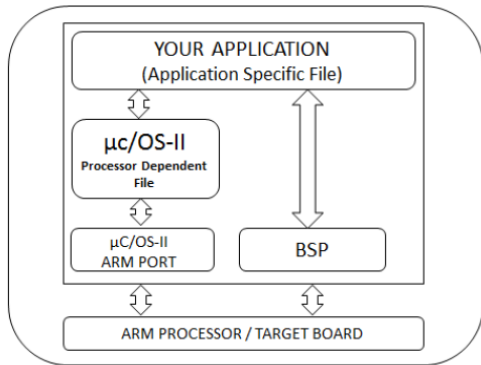 YOUR APPLICATION
(Application Specific File)
µc/OS-II
Processor Dependent
File
µC/OS-II
ARM PORT
BSP
ARM PROCESSOR / TARGET BOARD